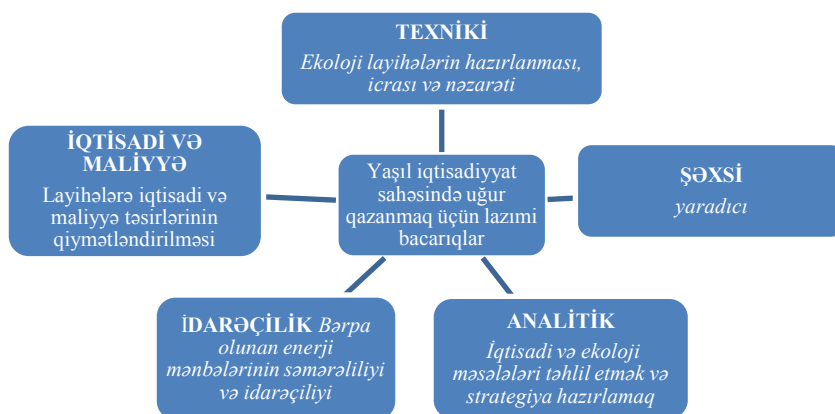 TEXNİKİ
Ekoloji layihələrin hazırlanması,
icrası və nəzarəti
İQTİSADİ VƏ
MALİYYƏ
Layihələrə iqtisadi və
maliyyə təsirlərinin
qiymətləndirilməsi
Yaşıl iqtisadiyyat
sahəsində uğur
qazanmaq üçün lazımi
bacarıqlar
ŞƏXSİ
yaradıcı
İDARƏÇİLİK Bərpa
olunan enerji
mənbələrinin səmərəliliyi
və idarəçiliyi
ANALİTİK
İqtisadi və ekoloji
məsələləri təhlil etmək və
strategiya hazırlamaq